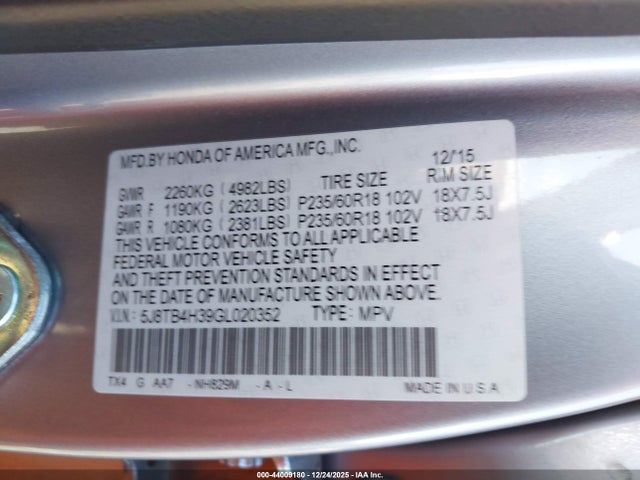 MFD.BY HONDA OF AMERICA MFG.,INC. 12/15
GVWR 2260KG ( 4982LBS) TIRE SIZE RIM SIZE
GAWR F 1190KG ( 2623LBS) P235/60R18 102V 18X7.5J
GAWR R 1080KG ( 2381LBS) P235/60R18 102V 18X7.5J
THIS VEHICLE CONFORMS TO ALL APPLICABLE
FEDERAL MOTOR VEHICLE SAFETY
AND THEFT PREVENTION STANDARDS IN EFFECT
ON THE DATE OF MANUFACTURE SHOWN ABOVE.
V.I.N.: 5J8TB4H39GL020352 TYPE: MPV
TX4 G AA7 - NH829M - A - L MADE IN U.S.A
000-44009180 - 12/24/2025 - IAA Inc.